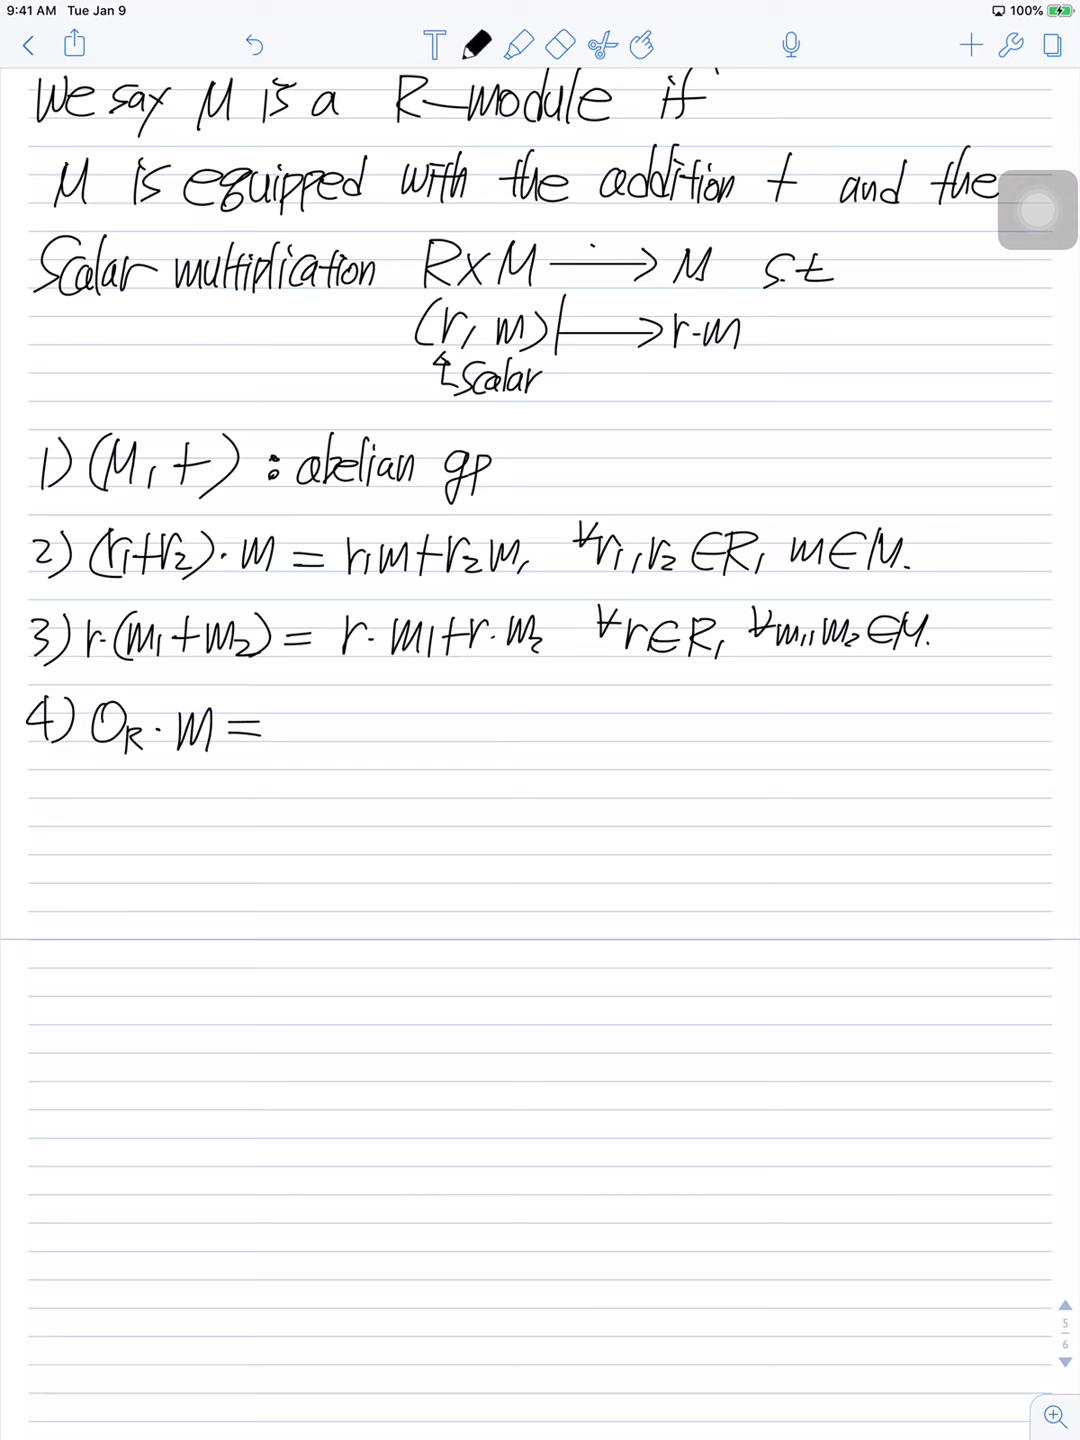 9:41 AM Tue Jan 9
100%
We say M is a R-module if
M is equipped with the addition + and the
Scalar multiplication R×M ⟶ M s.t
(r, m) ⟼ r·m
↑scalar
1) (M, +) : abelian gp
2) (r₁+r₂)·m = r₁m+r₂m, ∀r₁,r₂∈R, m∈M.
3) r·(m₁+m₂) = r·m₁+r·m₂ ∀r∈R, ∀m₁,m₂∈M.
4) 0_R·m =
5
6